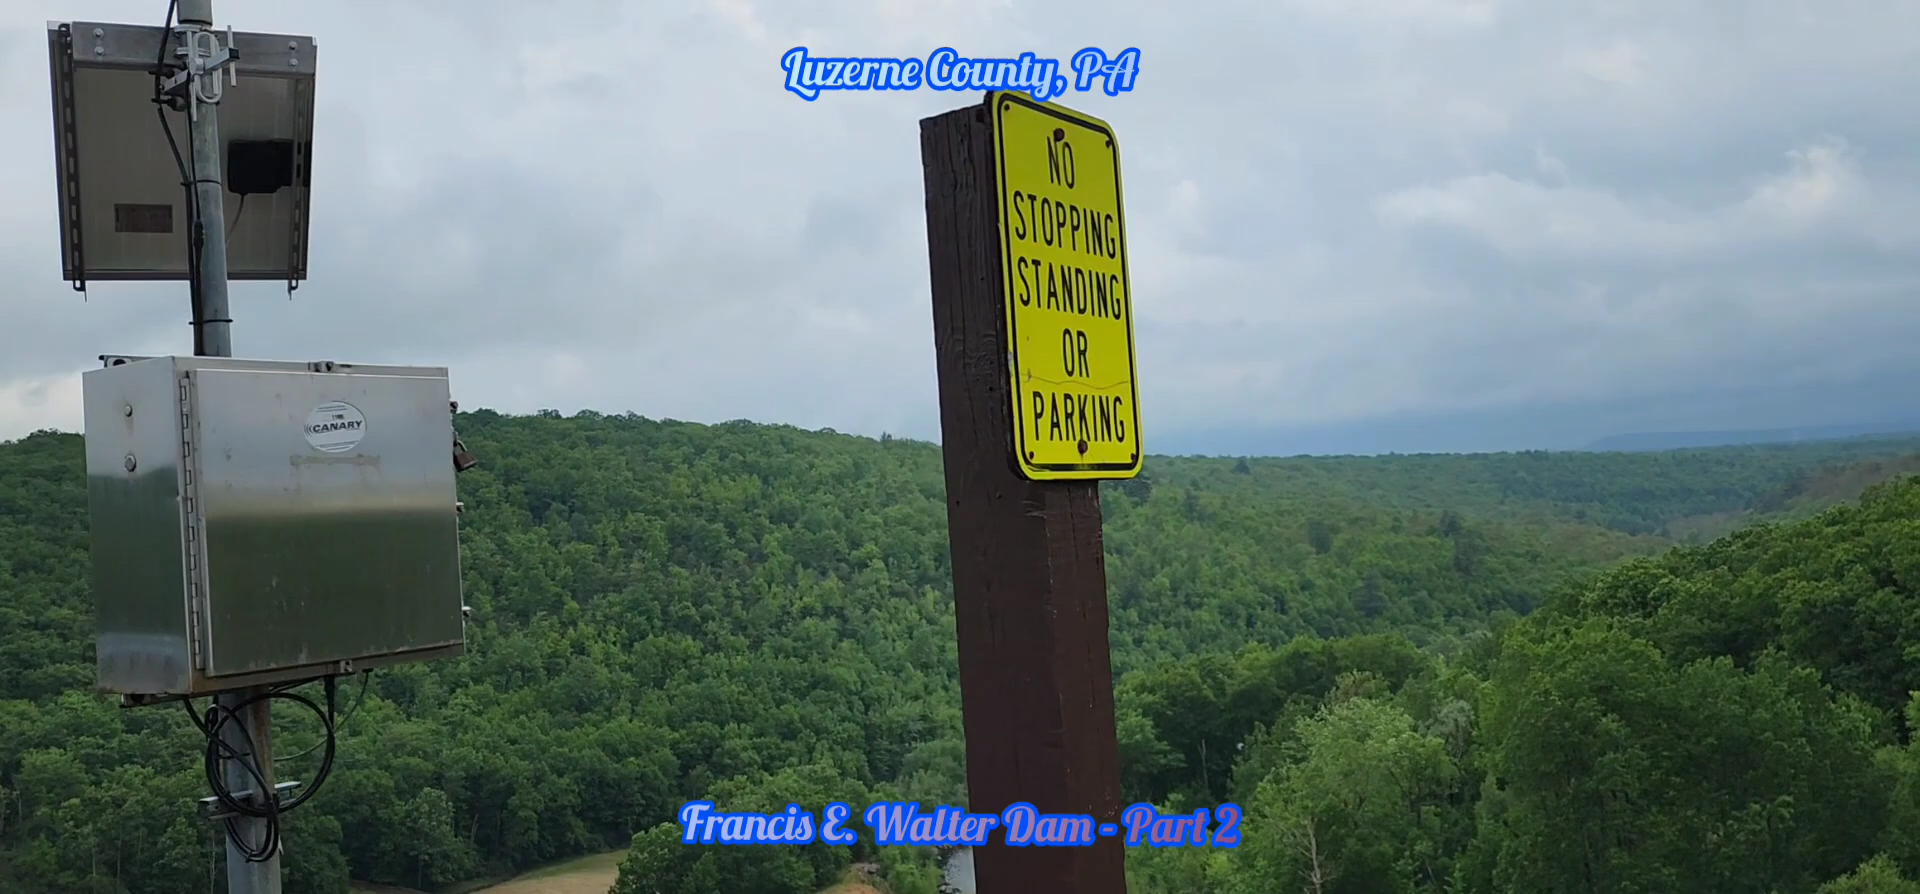 Luzerne County, PA
NO
STOPPING
STANDING
OR
PARKING
CANARY
Francis E. Walter Dam - Part 2